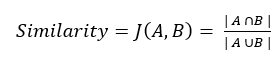 Similarity = J(A, B) = | A ∩B | / | A ∪B |